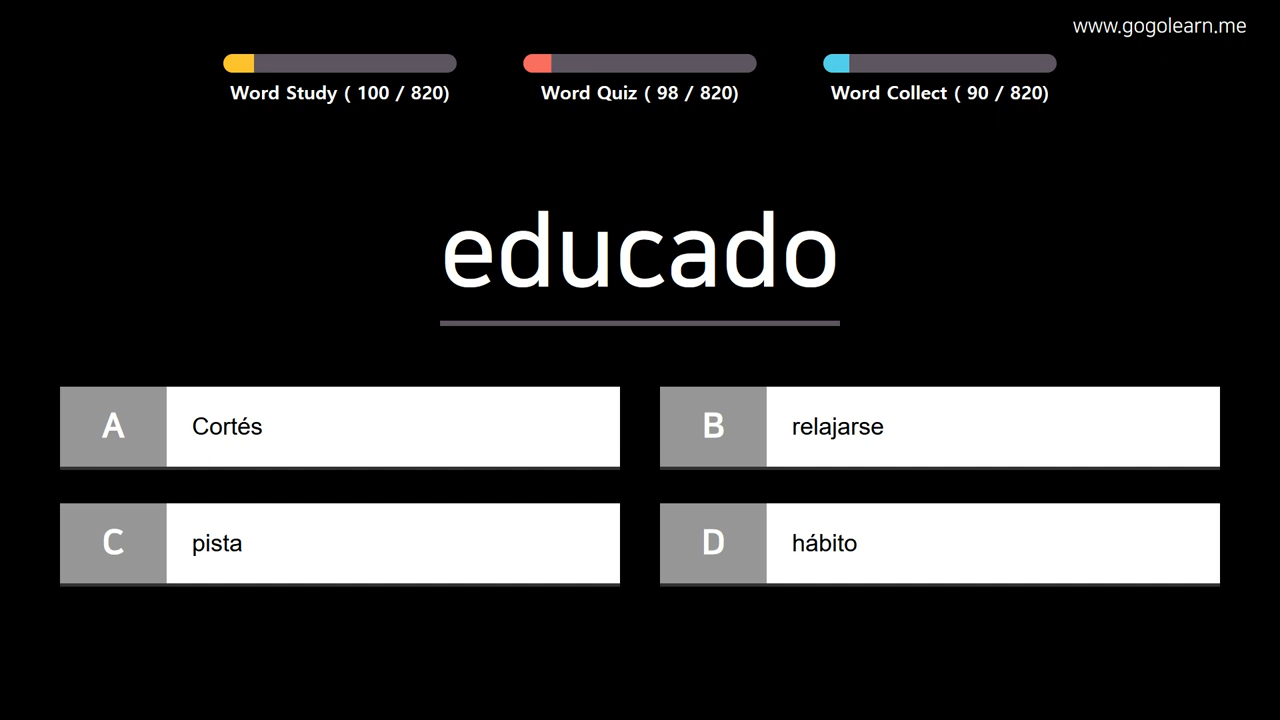 www.gogolearn.me
Word Study ( 100 / 820)
Word Quiz ( 98 / 820)
Word Collect ( 90 / 820)
educado
A Cortés
B relajarse
C pista
D hábito